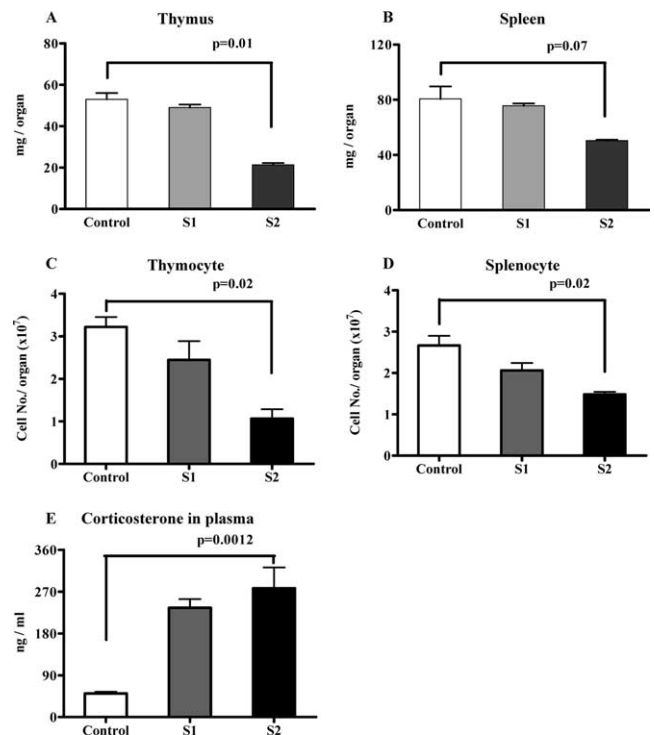 A Thymus
p=0.01
80
60
40
20
0
mg / organ
Control S1 S2
B Spleen
p=0.07
120
80
40
0
mg / organ
Control S1 S2
C Thymocyte
p=0.02
4
3
2
1
0
Cell No./ organ (x10⁷)
Control S1 S2
D Splenocyte
p=0.02
4
3
2
1
0
Cell No./ organ (x10⁷)
Control S1 S2
E Corticosterone in plasma
p=0.0012
360
270
180
90
0
ng / ml
Control S1 S2